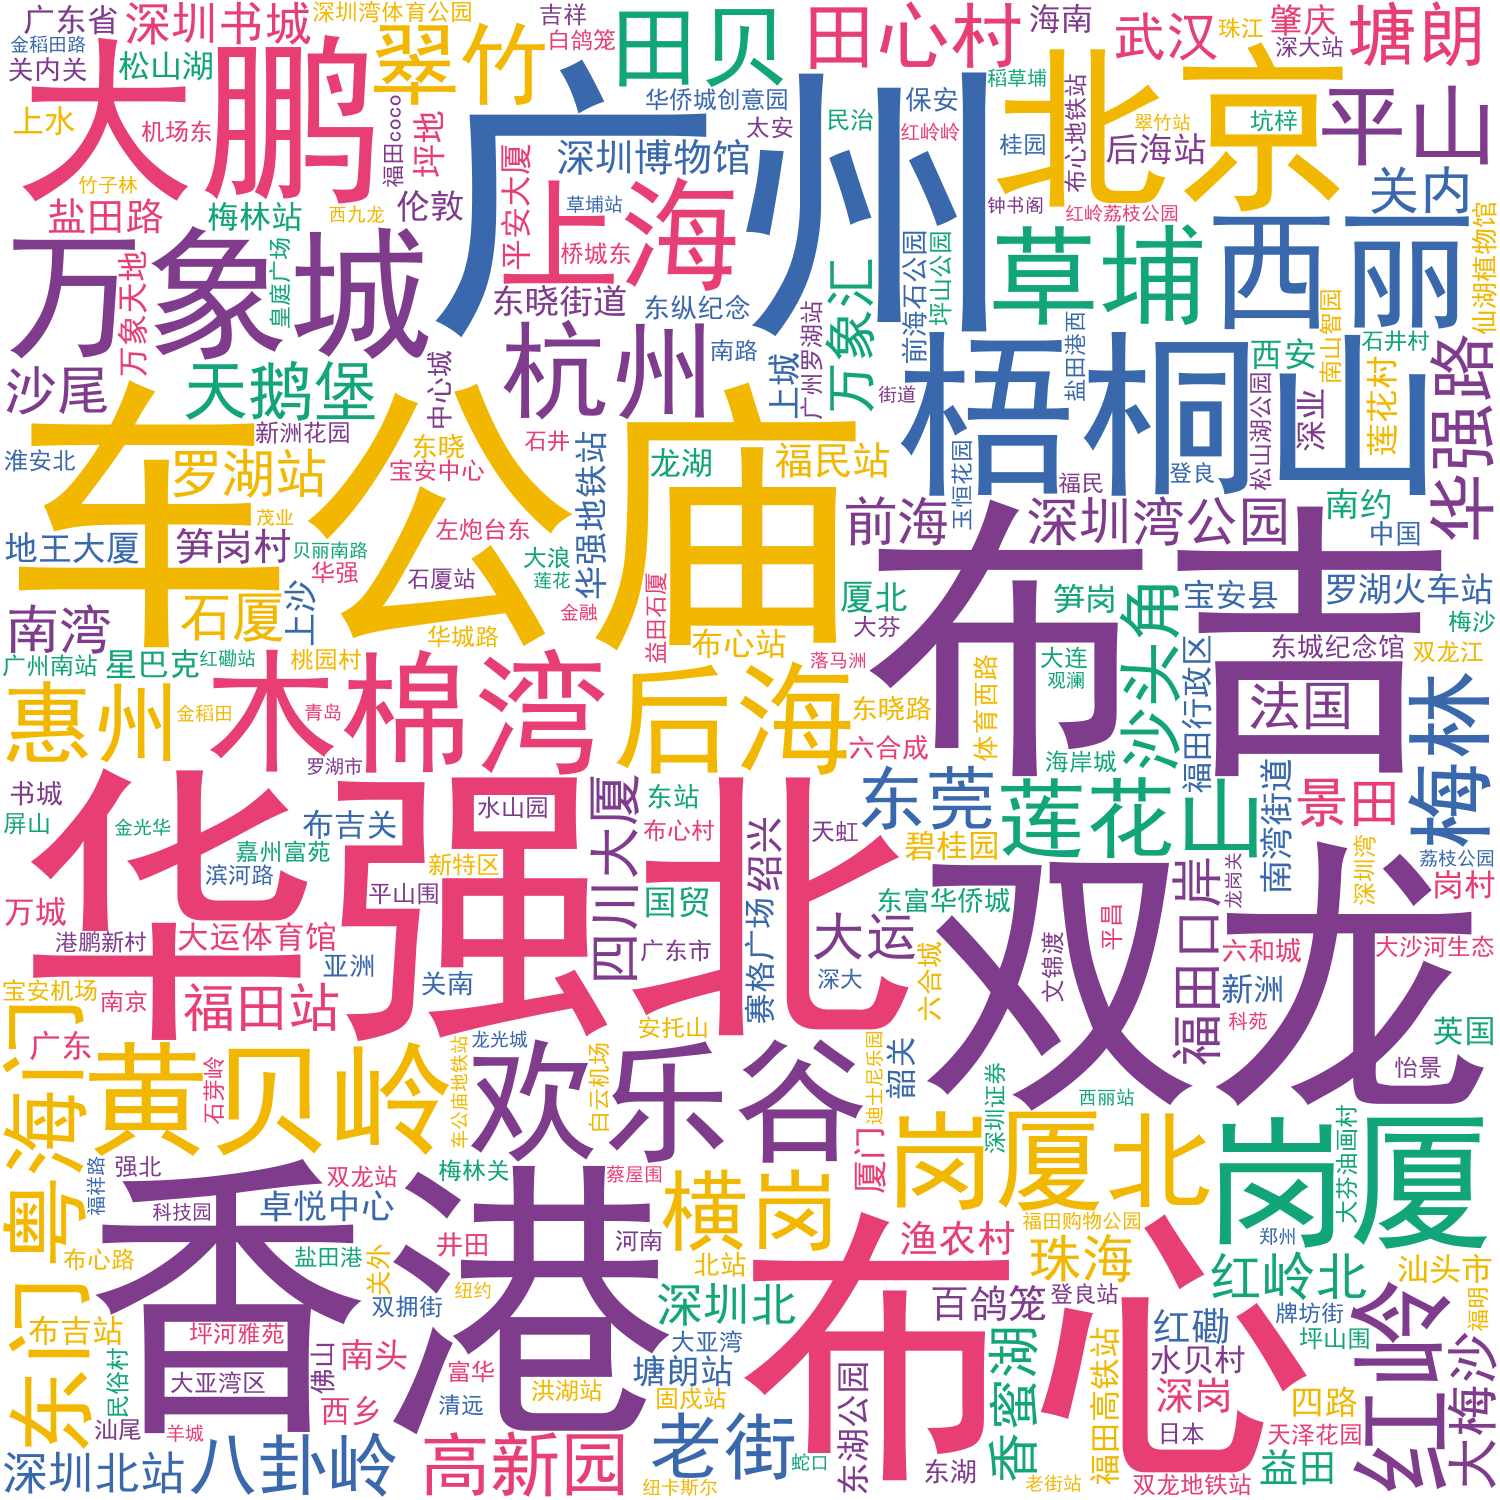 广东省
深圳书城
深圳湾体育公园
吉祥
田贝
田心村
海南
武汉
珠江
肇庆
塘朗
金稻田路
翠竹
白鸽笼
深大站
关内关
松山湖
大鹏
广州
北京
平山
稻草埔
上水
机场东
福田coco
坪地
华侨城创意园
保安
太安
民治
红岭岭
桂园
布心地铁站
翠竹站
坑梓
后海站
平安大厦
深圳博物馆
关内
竹子林
盐田路
梅林站
西九龙
伦敦
上海
草埔站
钟书阁
红岭荔枝公园
西丽
仙湖植物馆
万象城
万象天地
皇庭广场
桥城东
草埔
前海石公园
坪山公园
东晓街道
东纵纪念
万象汇
南山智园
沙尾
天鹅堡
中心城
杭州
南路
上城
广州罗湖站
街道
梧桐山
盐田港西
西安
石井村
华强路
莲花村
松山湖公园
深业
车公庙
新洲花园
淮安北
罗湖站
东晓
宝安中心
石井
华强地铁站
龙湖
福民站
玉恒花园
福民
登良
南约
中国
茂业
左炮台东
前海
深圳湾公园
地王大厦
笋岗村
贝丽南路
华强
石厦站
大浪
莲花
布吉
南湾
石厦
上沙
华城路
金融
益田石厦
布心站
厦北
大芬
笋岗
沙头角
宝安县
罗湖火车站
梅沙
广州南站
星巴克
红磡站
桃园村
落马洲
体育西路
大连
观澜
福田行政区
东城纪念馆
双龙江
惠州
金稻田
木棉湾
青岛
罗湖市
后海
东晓路
六合成
海岸城
法国
梅林
书城
屏山
金光华
布吉关
水山园
四川大厦
东站
布心村
天虹
东莞
莲花山
南湾街道
景田
华强北
嘉州富苑
滨河路
新特区
平山围
国贸
绍兴
碧桂园
深圳湾
荔枝公园
万城
港鹏新村
大运体育馆
亚洲
关南
广东市
赛格广场
大运
深大
东富华侨城
双龙
文锦渡
平昌
福田口岸
龙岗关
岗村
六和城
大沙河生态
宝安机场
南京
福田站
安托山
六合城
新洲
科苑
英国
广东
粤海门
黄贝岭
石芽岭
车公庙地铁站
龙光城
欢乐谷
白云机场
迪士尼乐园
韶关
深圳证券
西丽站
怡景
福祥路
强北
双龙站
梅林关
蔡屋围
厦门
岗厦北
岗厦
大芬油画村
香港
科技园
卓悦中心
井田
河南
横岗
渔农村
福田购物公园
郑州
布心路
盐田港
关外
纽约
北站
布心
珠海
红岭北
汕头市
东门
布吉站
坪河雅苑
双拥街
深圳北
百鸽笼
登良站
红磡
牌坊街
坪山围
红岭
福明
民俗村
大亚湾区
佛山
南头
富华
大亚湾
塘朗站
水贝村
大梅沙
汕尾
羊城
西乡
清远
洪湖站
固戍站
东湖公园
香蜜湖
福田高铁站
深岗
四路
日本
天泽花园
深圳北站
八卦岭
高新园
老街
纽卡斯尔
蛇口
东湖
老街站
双龙地铁站
益田